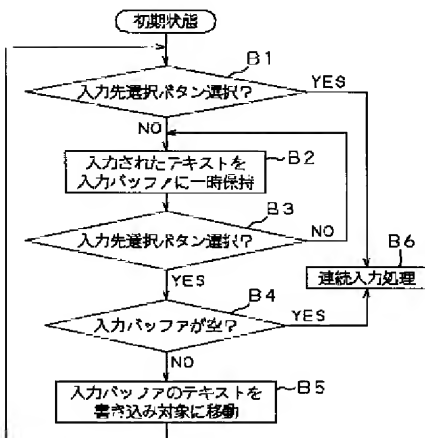 初期状態
B1
入力先選択ボタン選択?
YES
NO
入力されたテキストを
入力バッファに一時保持
B2
B3
入力先選択ボタン選択?
NO
YES
B6
連続入力処理
B4
入力バッファが空?
YES
NO
入力バッファのテキストを
書き込み対象に移動
B5